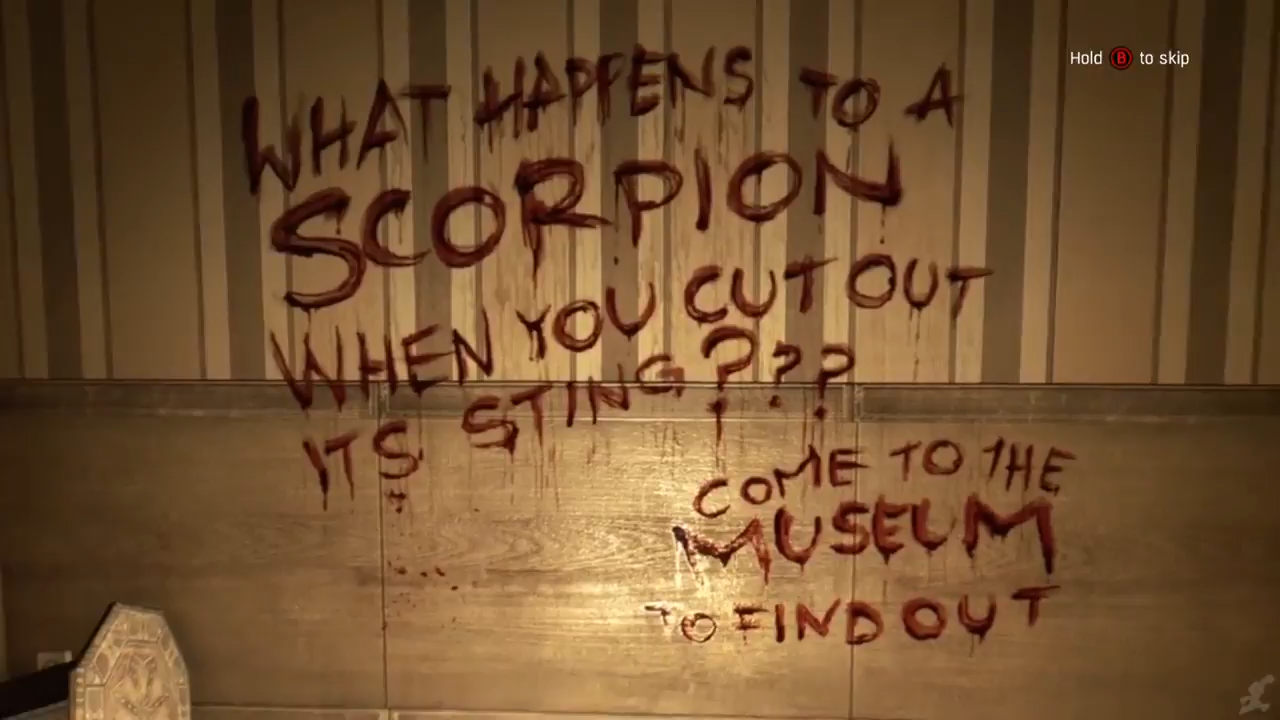 Hold B to skip
WHAT HAPPENS TO A
SCORPION
WHEN YOU CUT OUT
ITS STING???
COME TO THE
MUSEUM
TO FIND OUT